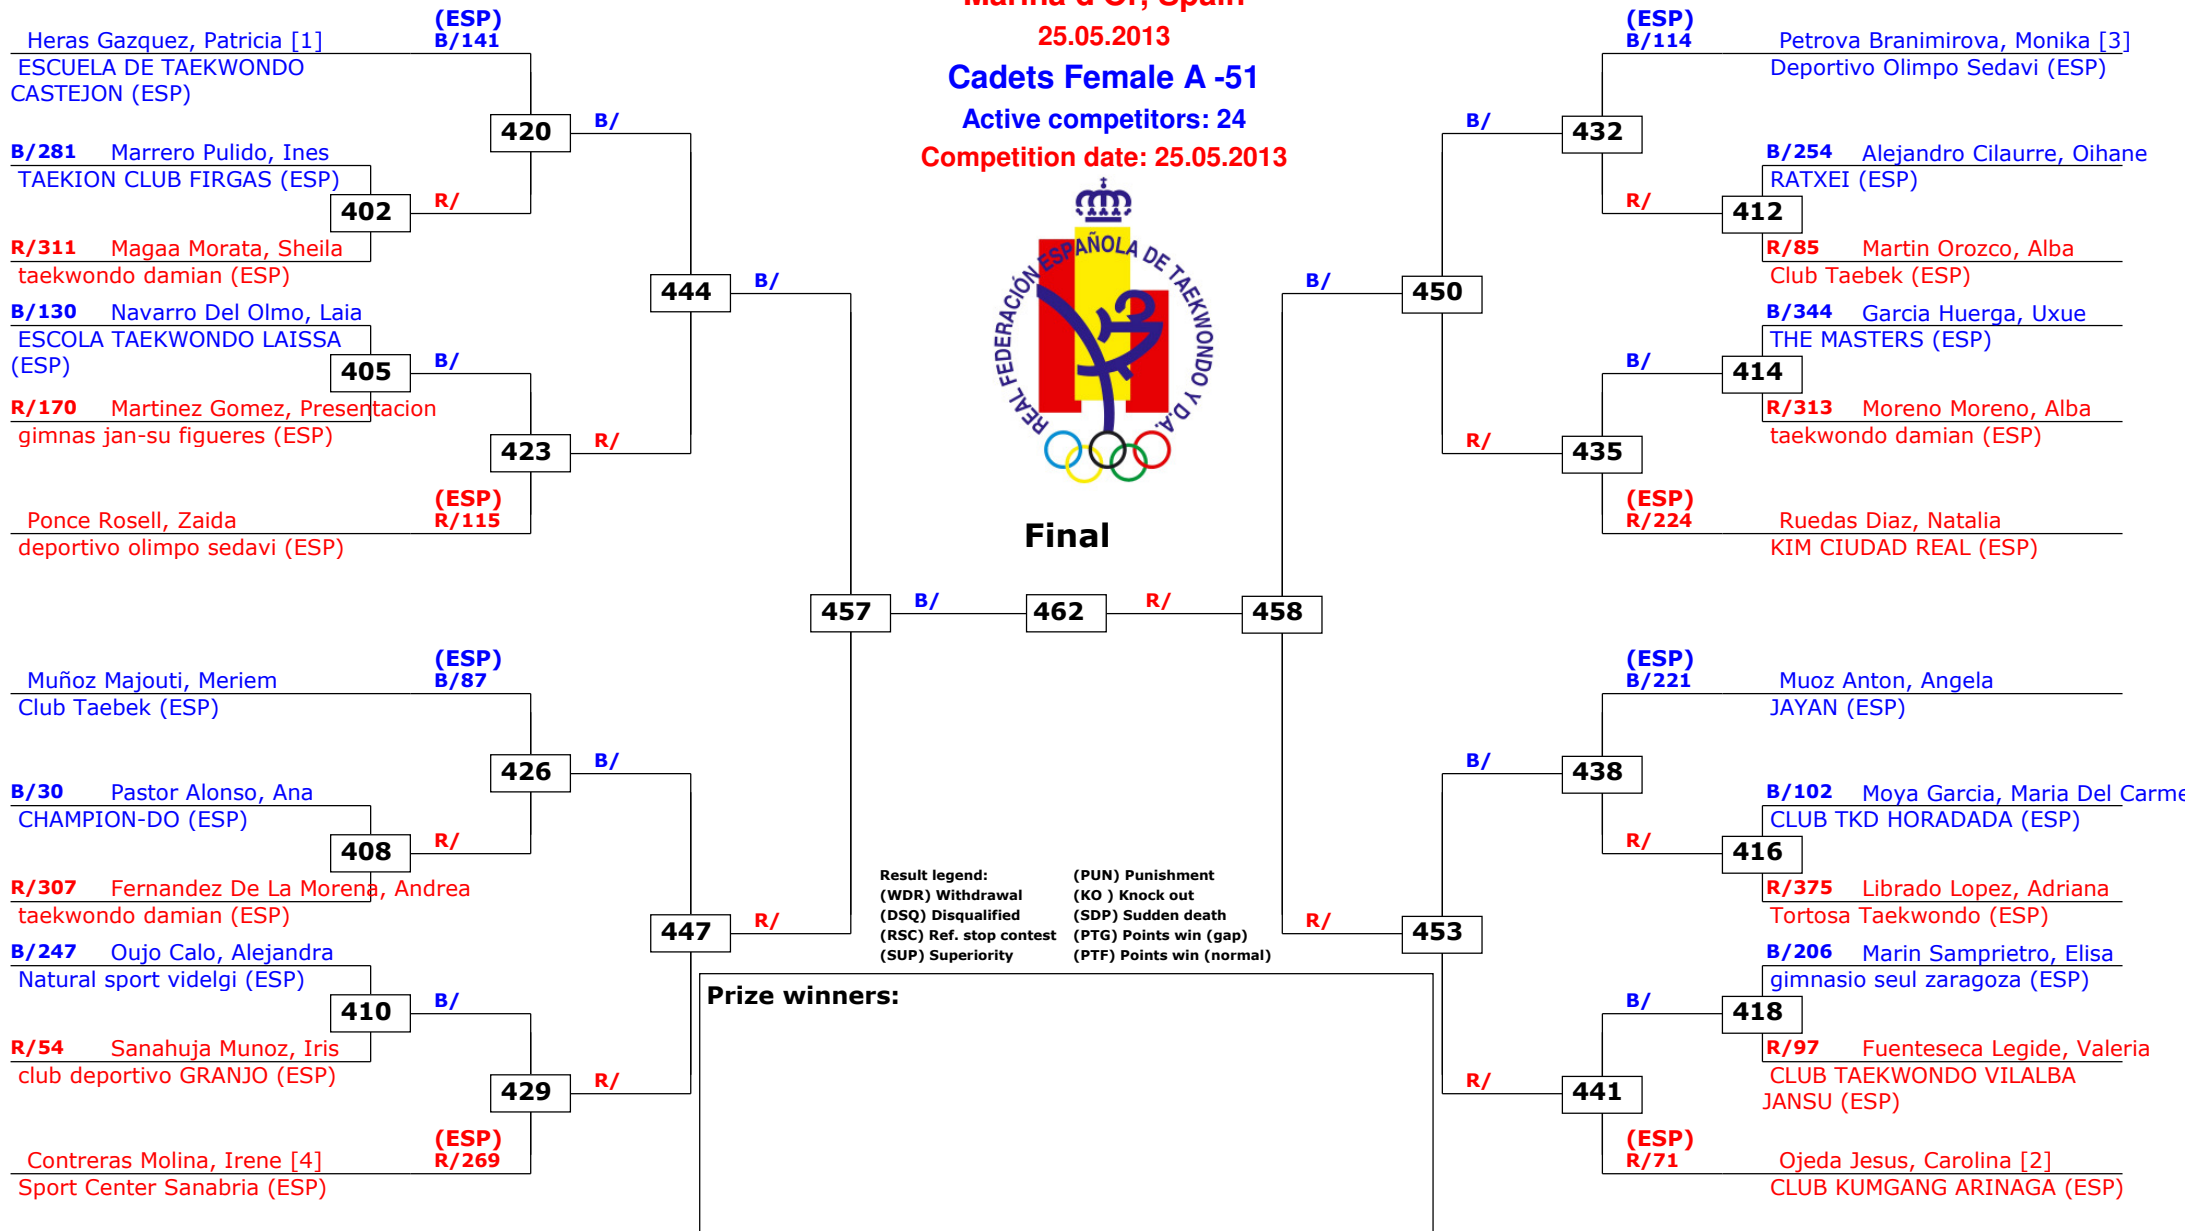 Marina d'Or, Spain
25.05.2013
Cadets Female A -51
Active competitors: 24
Competition date: 25.05.2013
REAL FEDERACIÓN ESPAÑOLA DE TAEKWONDO Y D.A.
Final
(ESP)
Heras Gazquez, Patricia [1] B/141
ESCUELA DE TAEKWONDO
CASTEJON (ESP)
420 B/
B/281 Marrero Pulido, Ines
TAEKION CLUB FIRGAS (ESP)
402 R/
R/311 Magaa Morata, Sheila
taekwondo damian (ESP)
444 B/
B/130 Navarro Del Olmo, Laia
ESCOLA TAEKWONDO LAISSA
(ESP)
405 B/
R/170 Martinez Gomez, Presentacion
gimnas jan-su figueres (ESP)
423 R/
(ESP)
Ponce Rosell, Zaida R/115
deportivo olimpo sedavi (ESP)
457 B/ 462 R/ 458
(ESP)
Muñoz Majouti, Meriem B/87
Club Taebek (ESP)
426 B/
B/30 Pastor Alonso, Ana
CHAMPION-DO (ESP)
408 R/
R/307 Fernandez De La Morena, Andrea
taekwondo damian (ESP)
447 R/
B/247 Oujo Calo, Alejandra
Natural sport videlgi (ESP)
410 B/
R/54 Sanahuja Munoz, Iris
club deportivo GRANJO (ESP)
429 R/
(ESP)
Contreras Molina, Irene [4] R/269
Sport Center Sanabria (ESP)
(ESP)
B/114 Petrova Branimirova, Monika [3]
Deportivo Olimpo Sedavi (ESP)
B/ 432
B/254 Alejandro Cilaurre, Oihane
RATXEI (ESP)
R/ 412
R/85 Martin Orozco, Alba
Club Taebek (ESP)
B/ 450
B/344 Garcia Huerga, Uxue
THE MASTERS (ESP)
B/ 414
R/313 Moreno Moreno, Alba
taekwondo damian (ESP)
R/ 435
(ESP)
R/224 Ruedas Diaz, Natalia
KIM CIUDAD REAL (ESP)
(ESP)
B/221 Muoz Anton, Angela
JAYAN (ESP)
B/ 438
B/102 Moya Garcia, Maria Del Carme
CLUB TKD HORADADA (ESP)
R/ 416
R/375 Librado Lopez, Adriana
Tortosa Taekwondo (ESP)
R/ 453
B/206 Marin Samprietro, Elisa
gimnasio seul zaragoza (ESP)
B/ 418
R/97 Fuenteseca Legide, Valeria
CLUB TAEKWONDO VILALBA
JANSU (ESP)
R/ 441
(ESP)
R/71 Ojeda Jesus, Carolina [2]
CLUB KUMGANG ARINAGA (ESP)
Result legend: (PUN) Punishment
(WDR) Withdrawal (KO ) Knock out
(DSQ) Disqualified (SDP) Sudden death
(RSC) Ref. stop contest (PTG) Points win (gap)
(SUP) Superiority (PTF) Points win (normal)
Prize winners: